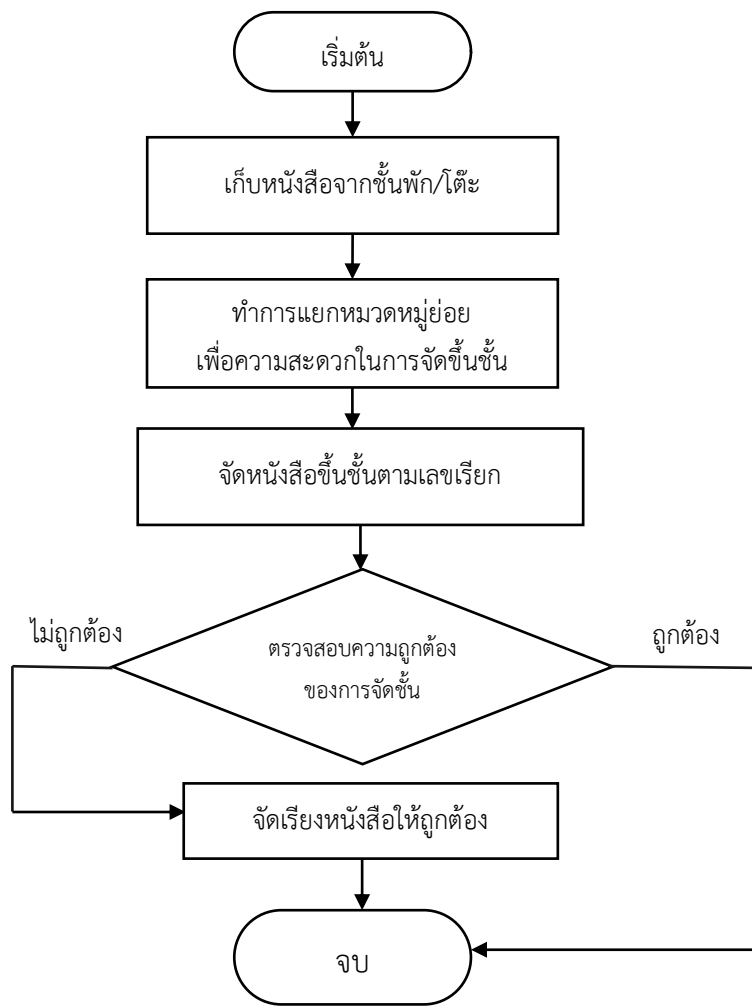 เริ่มต้น
เก็บหนังสือจากชั้นพัก/โต๊ะ
ทำการแยกหมวดหมู่ย่อย
เพื่อความสะดวกในการจัดขึ้นชั้น
จัดหนังสือขึ้นชั้นตามเลขเรียก
ไม่ถูกต้อง
ตรวจสอบความถูกต้อง
ของการจัดชั้น
ถูกต้อง
จัดเรียงหนังสือให้ถูกต้อง
จบ